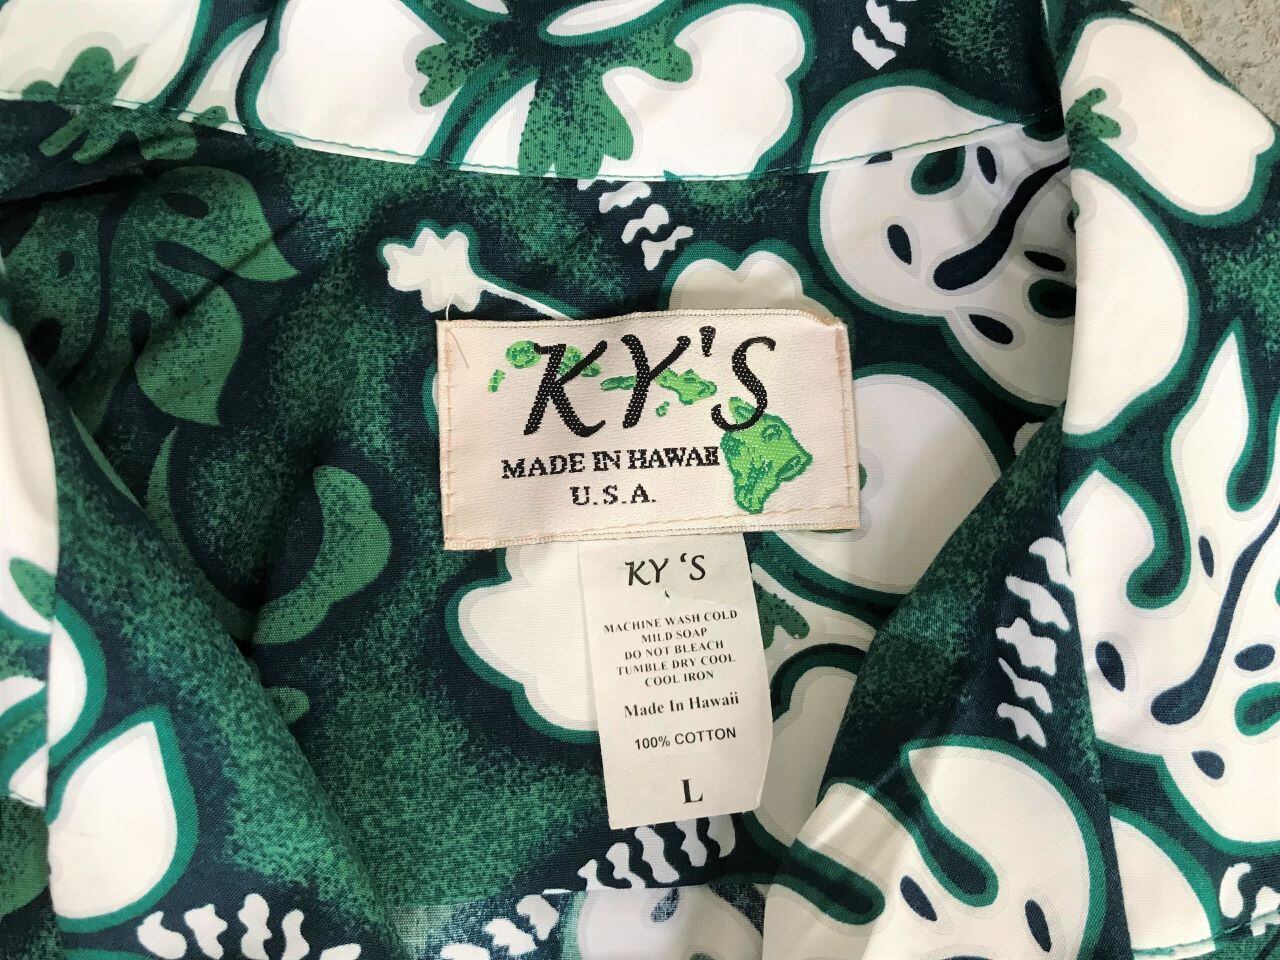 KY'S
MADE IN HAWAII
U.S.A.
KY 'S
MACHINE WASH COLD
MILD SOAP
DO NOT BLEACH
TUMBLE DRY COOL
COOL IRON
Made In Hawaii
100% COTTON
L